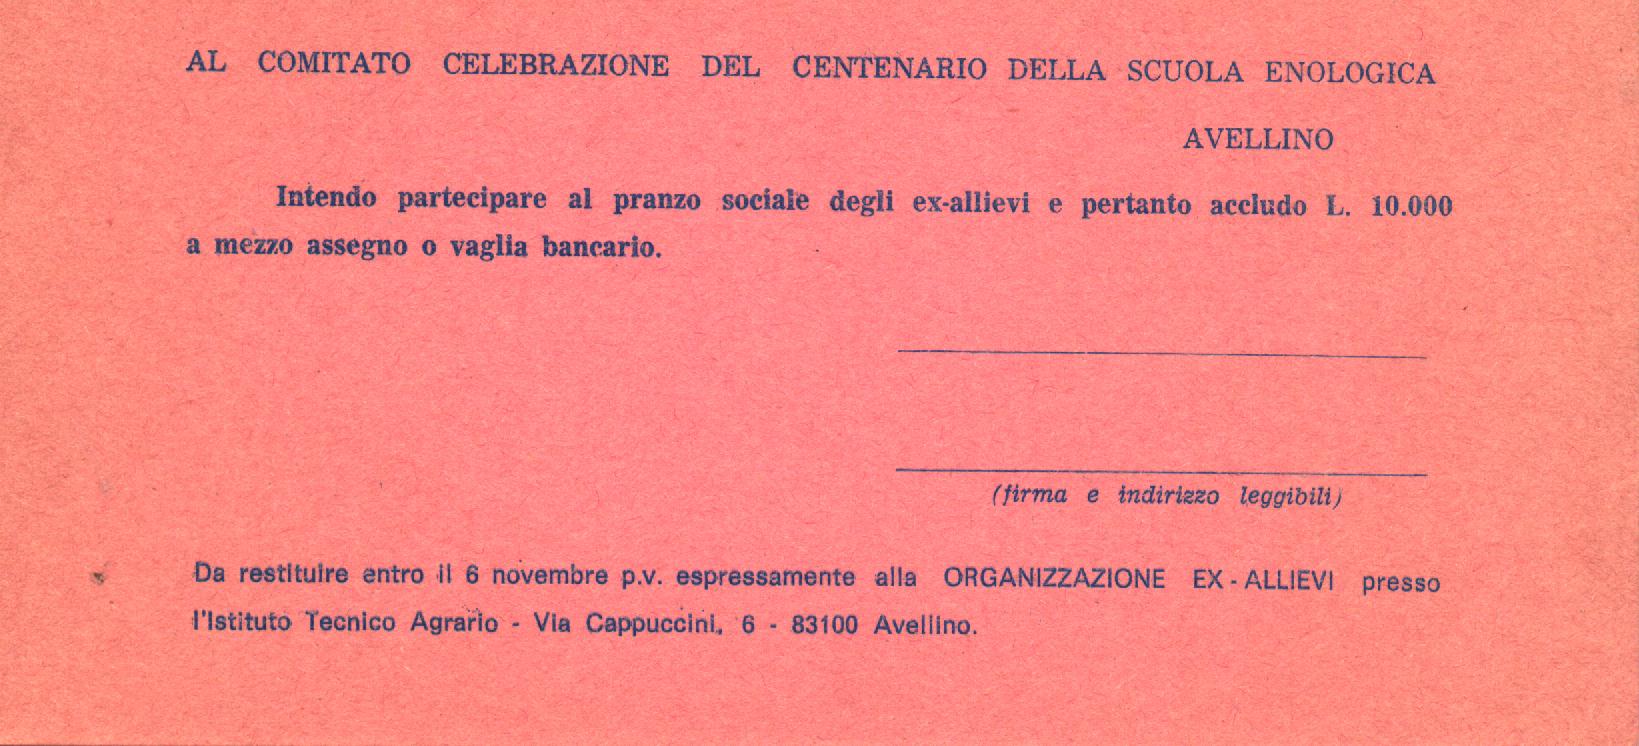 AL COMITATO CELEBRAZIONE DEL CENTENARIO DELLA SCUOLA ENOLOGICA
AVELLINO
Intendo partecipare al pranzo sociale degli ex-allievi e pertanto accludo L. 10.000
a mezzo assegno o vaglia bancario.
(firma e indirizzo leggibili)
Da restituire entro il 6 novembre p.v. espressamente alla ORGANIZZAZIONE EX - ALLIEVI presso
l'Istituto Tecnico Agrario - Via Cappuccini, 6 - 83100 Avellino.